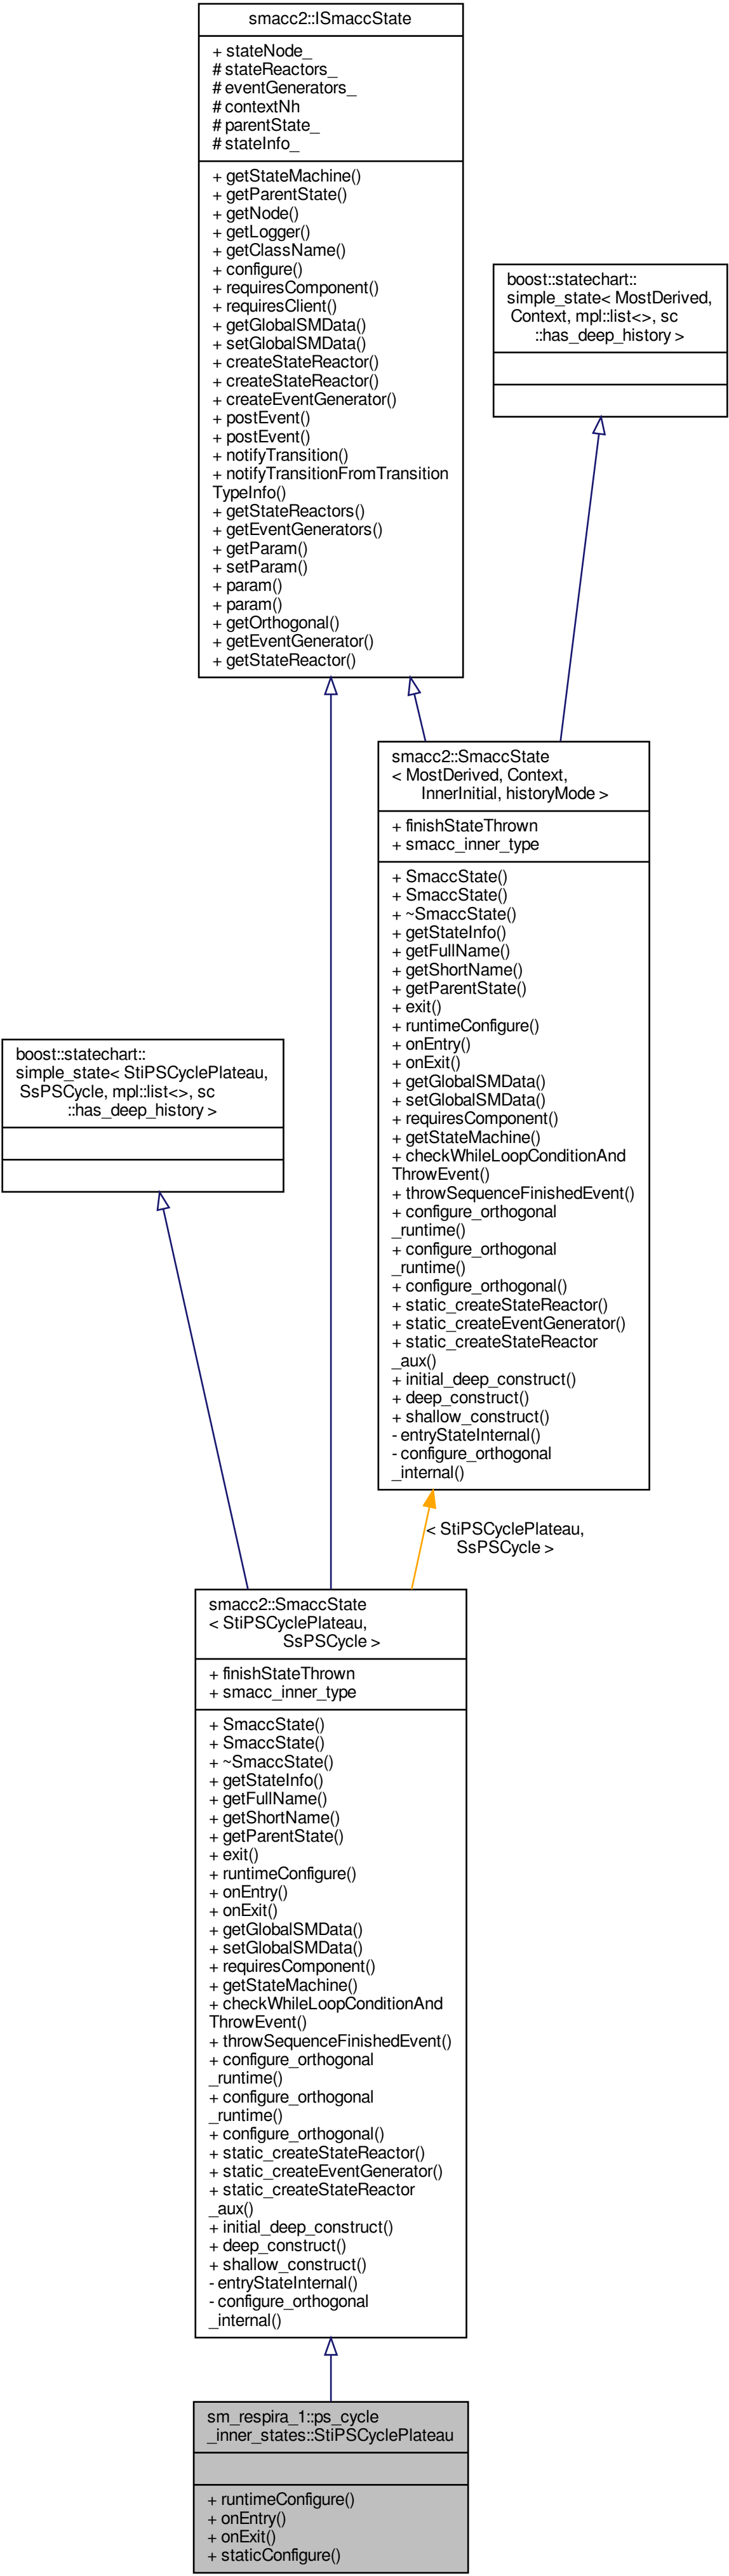 smacc2::ISmaccState
+ stateNode_
# stateReactors_
# eventGenerators_
# contextNh
# parentState_
# stateInfo_
+ getStateMachine()
+ getParentState()
+ getNode()
+ getLogger()
+ getClassName()
+ configure()
+ requiresComponent()
+ requiresClient()
+ getGlobalSMData()
+ setGlobalSMData()
+ createStateReactor()
+ createStateReactor()
+ createEventGenerator()
+ postEvent()
+ postEvent()
+ notifyTransition()
+ notifyTransitionFromTransition
TypeInfo()
+ getStateReactors()
+ getEventGenerators()
+ getParam()
+ setParam()
+ param()
+ param()
+ getOrthogonal()
+ getEventGenerator()
+ getStateReactor()
boost::statechart::
simple_state< MostDerived,
Context, mpl::list<>, sc
::has_deep_history >
smacc2::SmaccState
< MostDerived, Context,
InnerInitial, historyMode >
+ finishStateThrown
+ smacc_inner_type
+ SmaccState()
+ SmaccState()
+ ~SmaccState()
+ getStateInfo()
+ getFullName()
+ getShortName()
+ getParentState()
+ exit()
+ runtimeConfigure()
+ onEntry()
+ onExit()
+ getGlobalSMData()
+ setGlobalSMData()
+ requiresComponent()
+ getStateMachine()
+ checkWhileLoopConditionAnd
ThrowEvent()
+ throwSequenceFinishedEvent()
+ configure_orthogonal
_runtime()
+ configure_orthogonal
_runtime()
+ configure_orthogonal()
+ static_createStateReactor()
+ static_createEventGenerator()
+ static_createStateReactor
_aux()
+ initial_deep_construct()
+ deep_construct()
+ shallow_construct()
- entryStateInternal()
- configure_orthogonal
_internal()
boost::statechart::
simple_state< StiPSCyclePlateau,
SsPSCycle, mpl::list<>, sc
::has_deep_history >
< StiPSCyclePlateau,
SsPSCycle >
smacc2::SmaccState
< StiPSCyclePlateau,
SsPSCycle >
+ finishStateThrown
+ smacc_inner_type
+ SmaccState()
+ SmaccState()
+ ~SmaccState()
+ getStateInfo()
+ getFullName()
+ getShortName()
+ getParentState()
+ exit()
+ runtimeConfigure()
+ onEntry()
+ onExit()
+ getGlobalSMData()
+ setGlobalSMData()
+ requiresComponent()
+ getStateMachine()
+ checkWhileLoopConditionAnd
ThrowEvent()
+ throwSequenceFinishedEvent()
+ configure_orthogonal
_runtime()
+ configure_orthogonal
_runtime()
+ configure_orthogonal()
+ static_createStateReactor()
+ static_createEventGenerator()
+ static_createStateReactor
_aux()
+ initial_deep_construct()
+ deep_construct()
+ shallow_construct()
- entryStateInternal()
- configure_orthogonal
_internal()
sm_respira_1::ps_cycle
_inner_states::StiPSCyclePlateau
+ runtimeConfigure()
+ onEntry()
+ onExit()
+ staticConfigure()